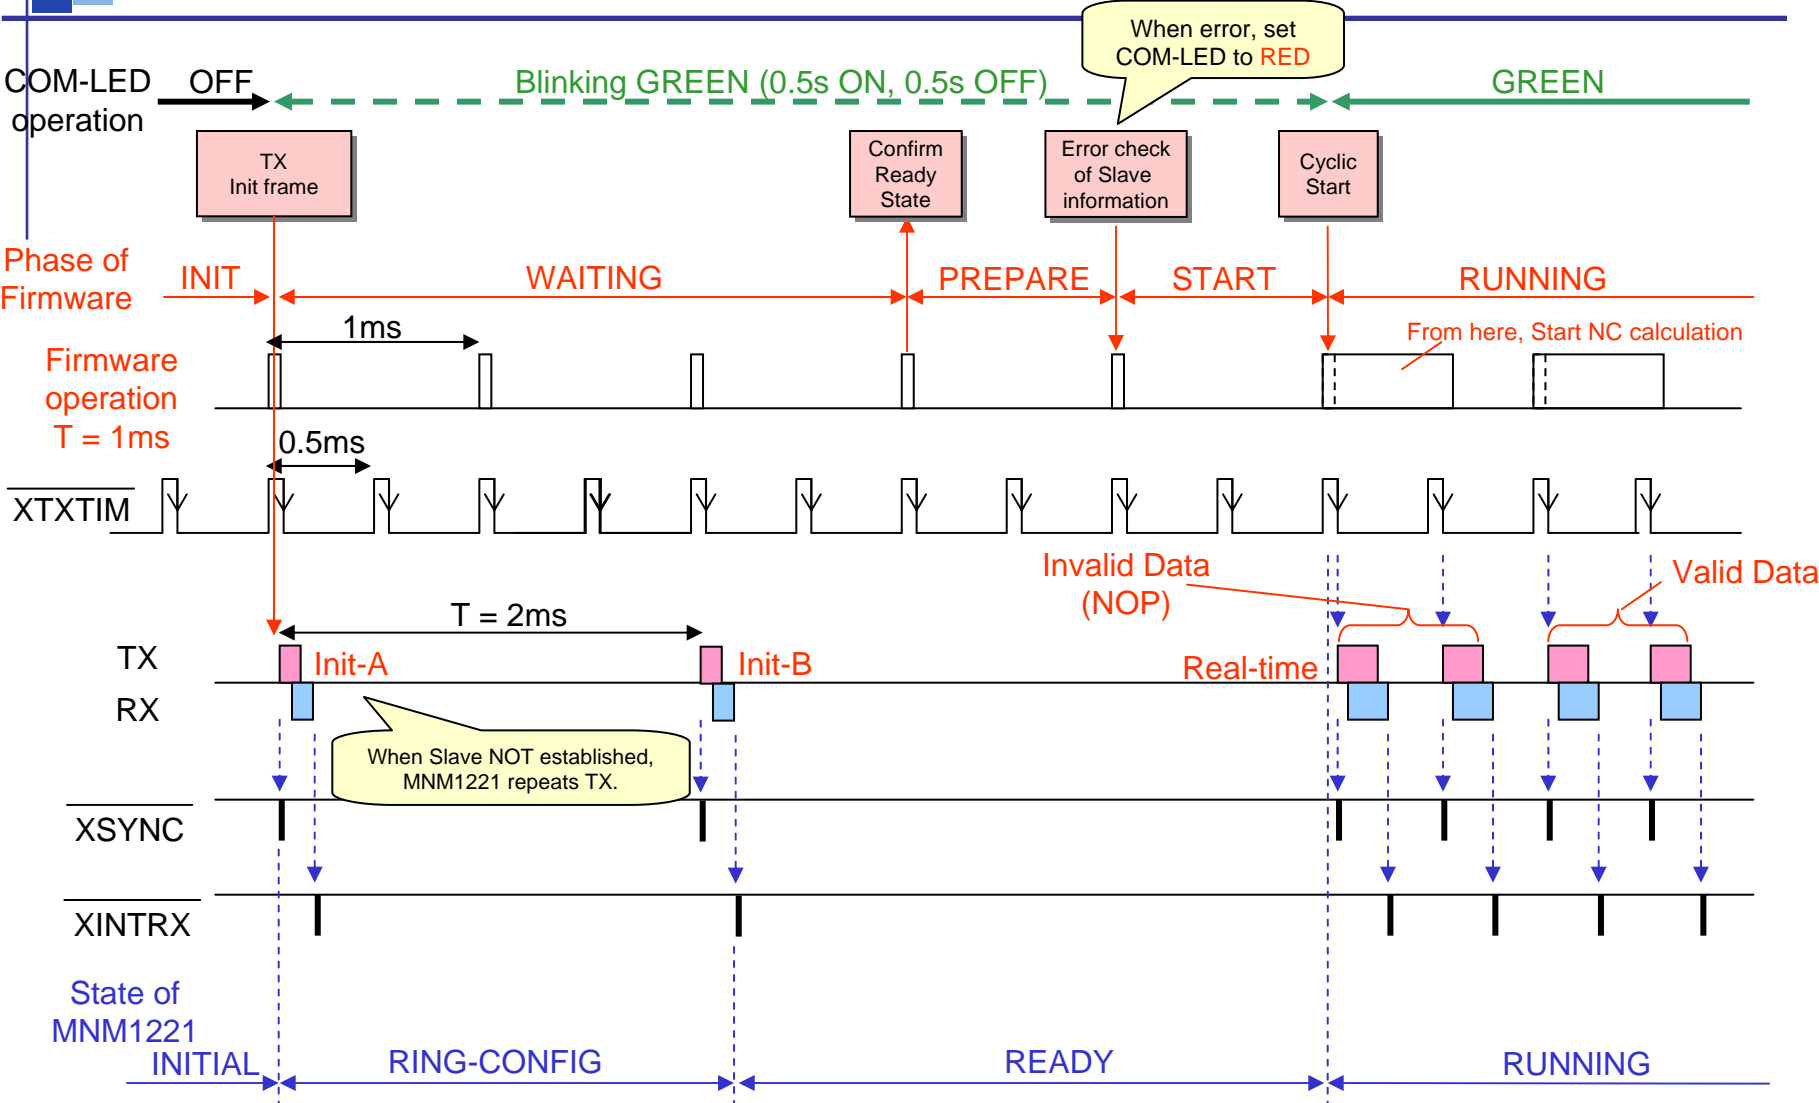 When error, set
COM-LED to RED
COM-LED
operation
OFF
Blinking GREEN (0.5s ON, 0.5s OFF)
GREEN
TX
Init frame
Confirm
Ready
State
Error check
of Slave
information
Cyclic
Start
Phase of
Firmware
INIT
WAITING
PREPARE
START
RUNNING
1ms
From here, Start NC calculation
Firmware
operation
T = 1ms
0.5ms
XTXTIM
Invalid Data
(NOP)
Valid Data
T = 2ms
TX
Init-A
Init-B
Real-time
RX
When Slave NOT established,
MNM1221 repeats TX.
XSYNC
XINTRX
State of
MNM1221
INITIAL
RING-CONFIG
READY
RUNNING